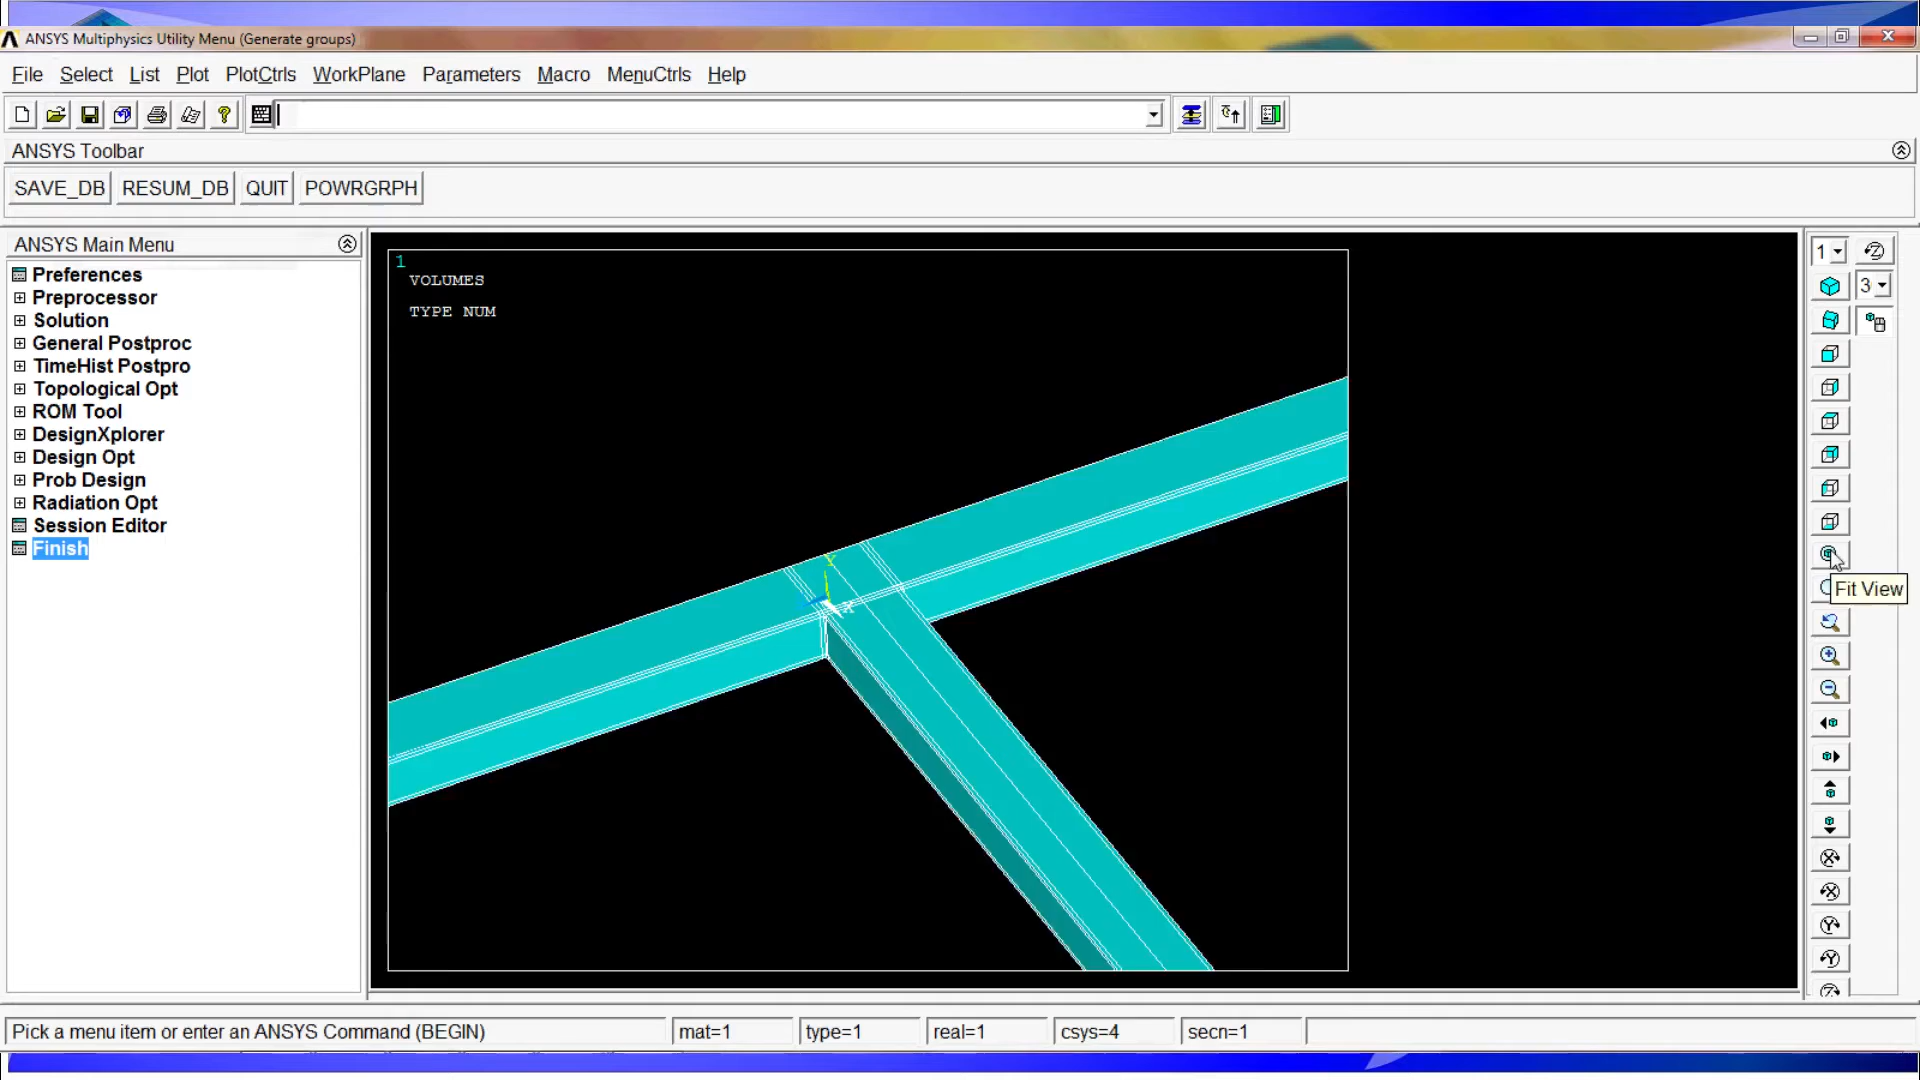 ANSYS Multiphysics Utility Menu (Generate groups)
File Select List Plot PlotCtrls WorkPlane Parameters Macro MenuCtrls Help
ANSYS Toolbar
SAVE_DB RESUM_DB QUIT POWRGRPH
ANSYS Main Menu
Preferences
Preprocessor
Solution
General Postproc
TimeHist Postpro
Topological Opt
ROM Tool
DesignXplorer
Design Opt
Prob Design
Radiation Opt
Session Editor
Finish
1
VOLUMES
TYPE NUM
Y
X
1
3
Fit View
Pick a menu item or enter an ANSYS Command (BEGIN) mat=1 type=1 real=1 csys=4 secn=1